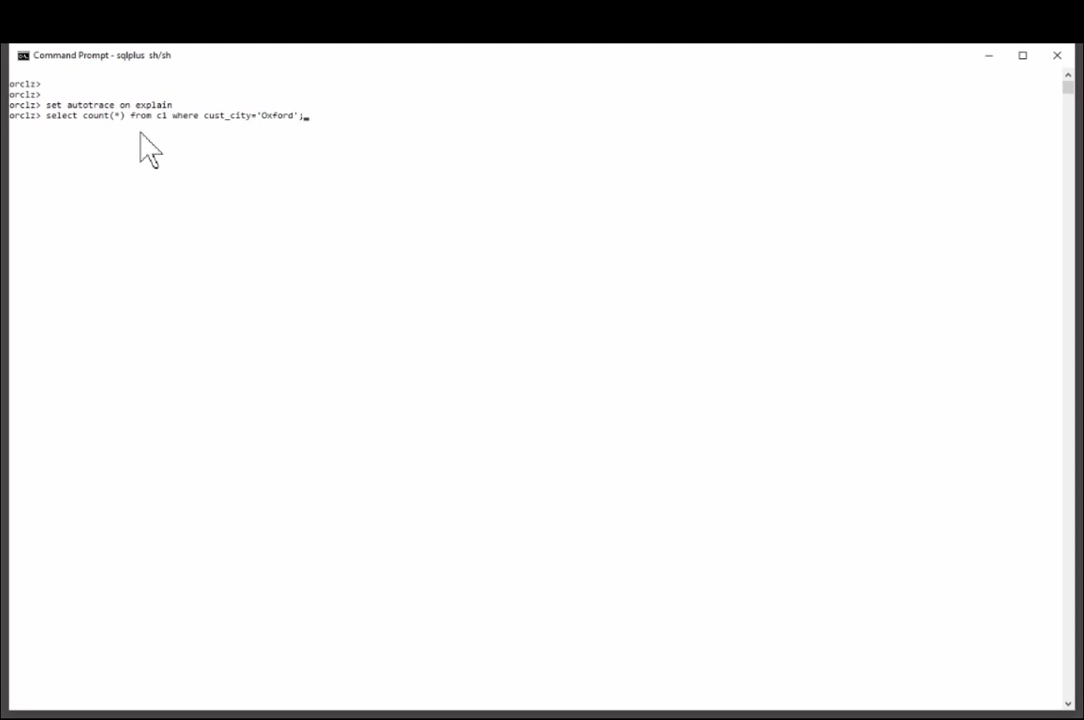 Command Prompt - sqlplus sh/sh
orclz>
orclz>
orclz> set autotrace on explain
orclz> select count(*) from c1 where cust_city='Oxford';